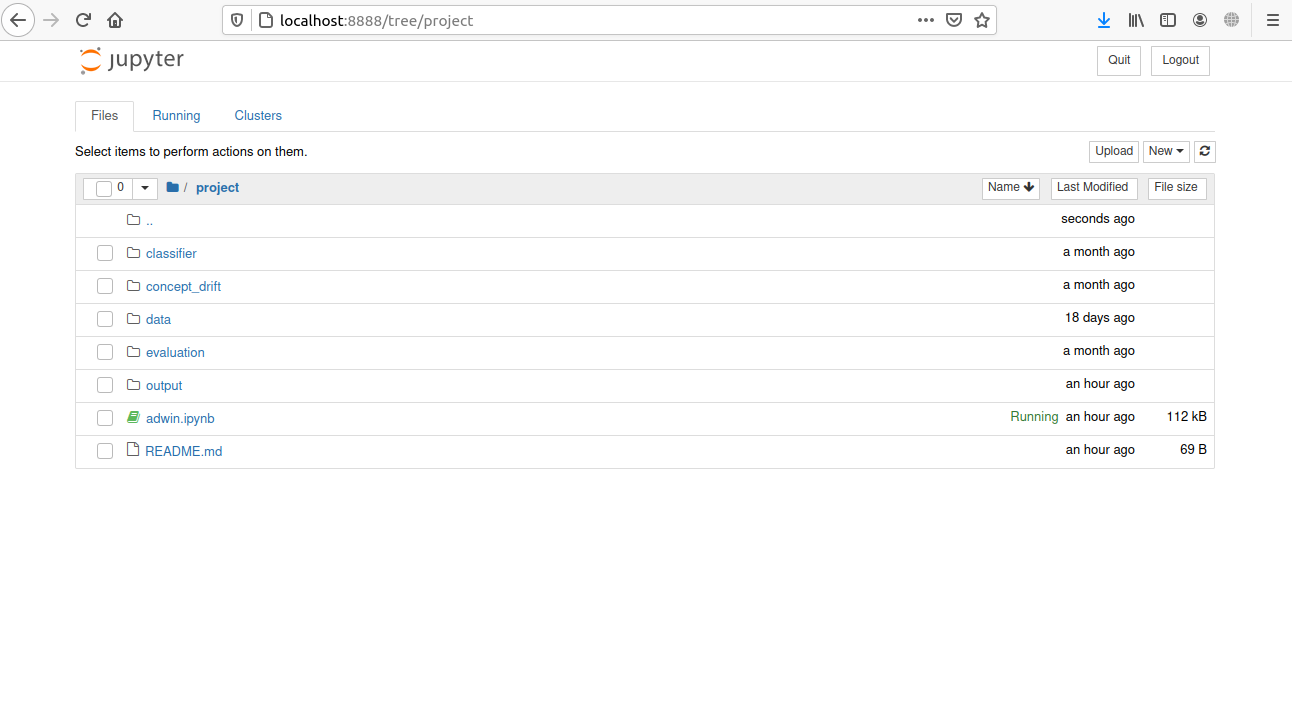 localhost:8888/tree/project
jupyter
Quit
Logout
Files
Running
Clusters
Select items to perform actions on them.
Upload
New
0
/
project
Name
Last Modified
File size
..
seconds ago
classifier
a month ago
concept_drift
a month ago
data
18 days ago
evaluation
a month ago
output
an hour ago
adwin.ipynb
Running
an hour ago
112 kB
README.md
an hour ago
69 B